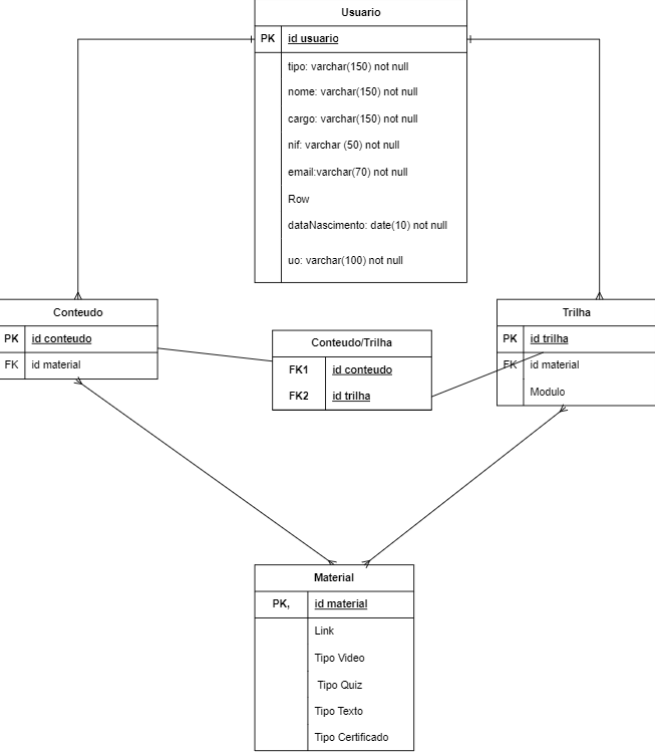 Usuario
PK id usuario
tipo: varchar(150) not null
nome: varchar(150) not null
cargo: varchar(150) not null
nif: varchar (50) not null
email:varchar(70) not null
Row
dataNascimento: date(10) not null
uo: varchar(100) not null
Conteudo
PK id conteudo
FK id material
Conteudo/Trilha
FK1 id conteudo
FK2 id trilha
Trilha
PK id trilha
FK id material
Modulo
Material
PK, id material
Link
Tipo Video
Tipo Quiz
Tipo Texto
Tipo Certificado